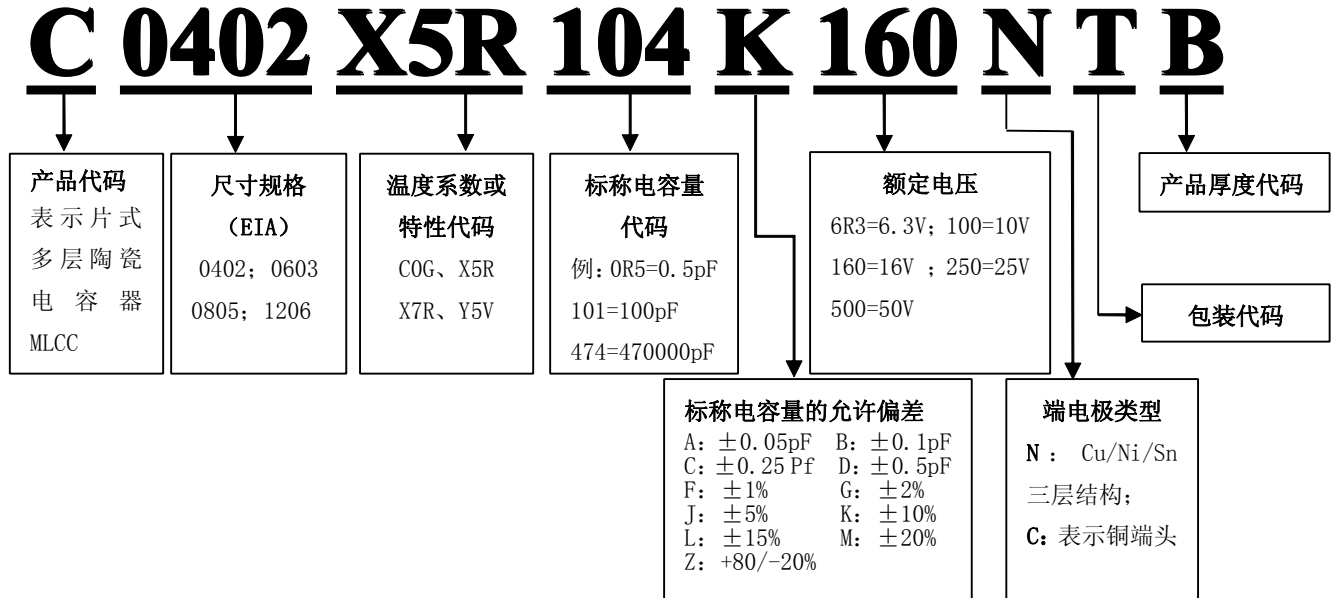 C 0402 X5R 104 K 160 N T B
产品代码
表示片式
多层陶瓷
电容器
MLCC
尺寸规格
（EIA）
0402；0603
0805；1206
温度系数或
特性代码
C0G、X5R
X7R、Y5V
标称电容量
代码
例：0R5=0.5pF
101=100pF
474=470000pF
额定电压
6R3=6.3V；100=10V
160=16V ；250=25V
500=50V
产品厚度代码
包装代码
标称电容量的允许偏差
A：±0.05pF B：±0.1pF
C：±0.25 Pf D：±0.5pF
F：±1% G：±2%
J：±5% K：±10%
L：±15% M：±20%
Z：+80/-20%
端电极类型
N ： Cu/Ni/Sn
三层结构；
C：表示铜端头